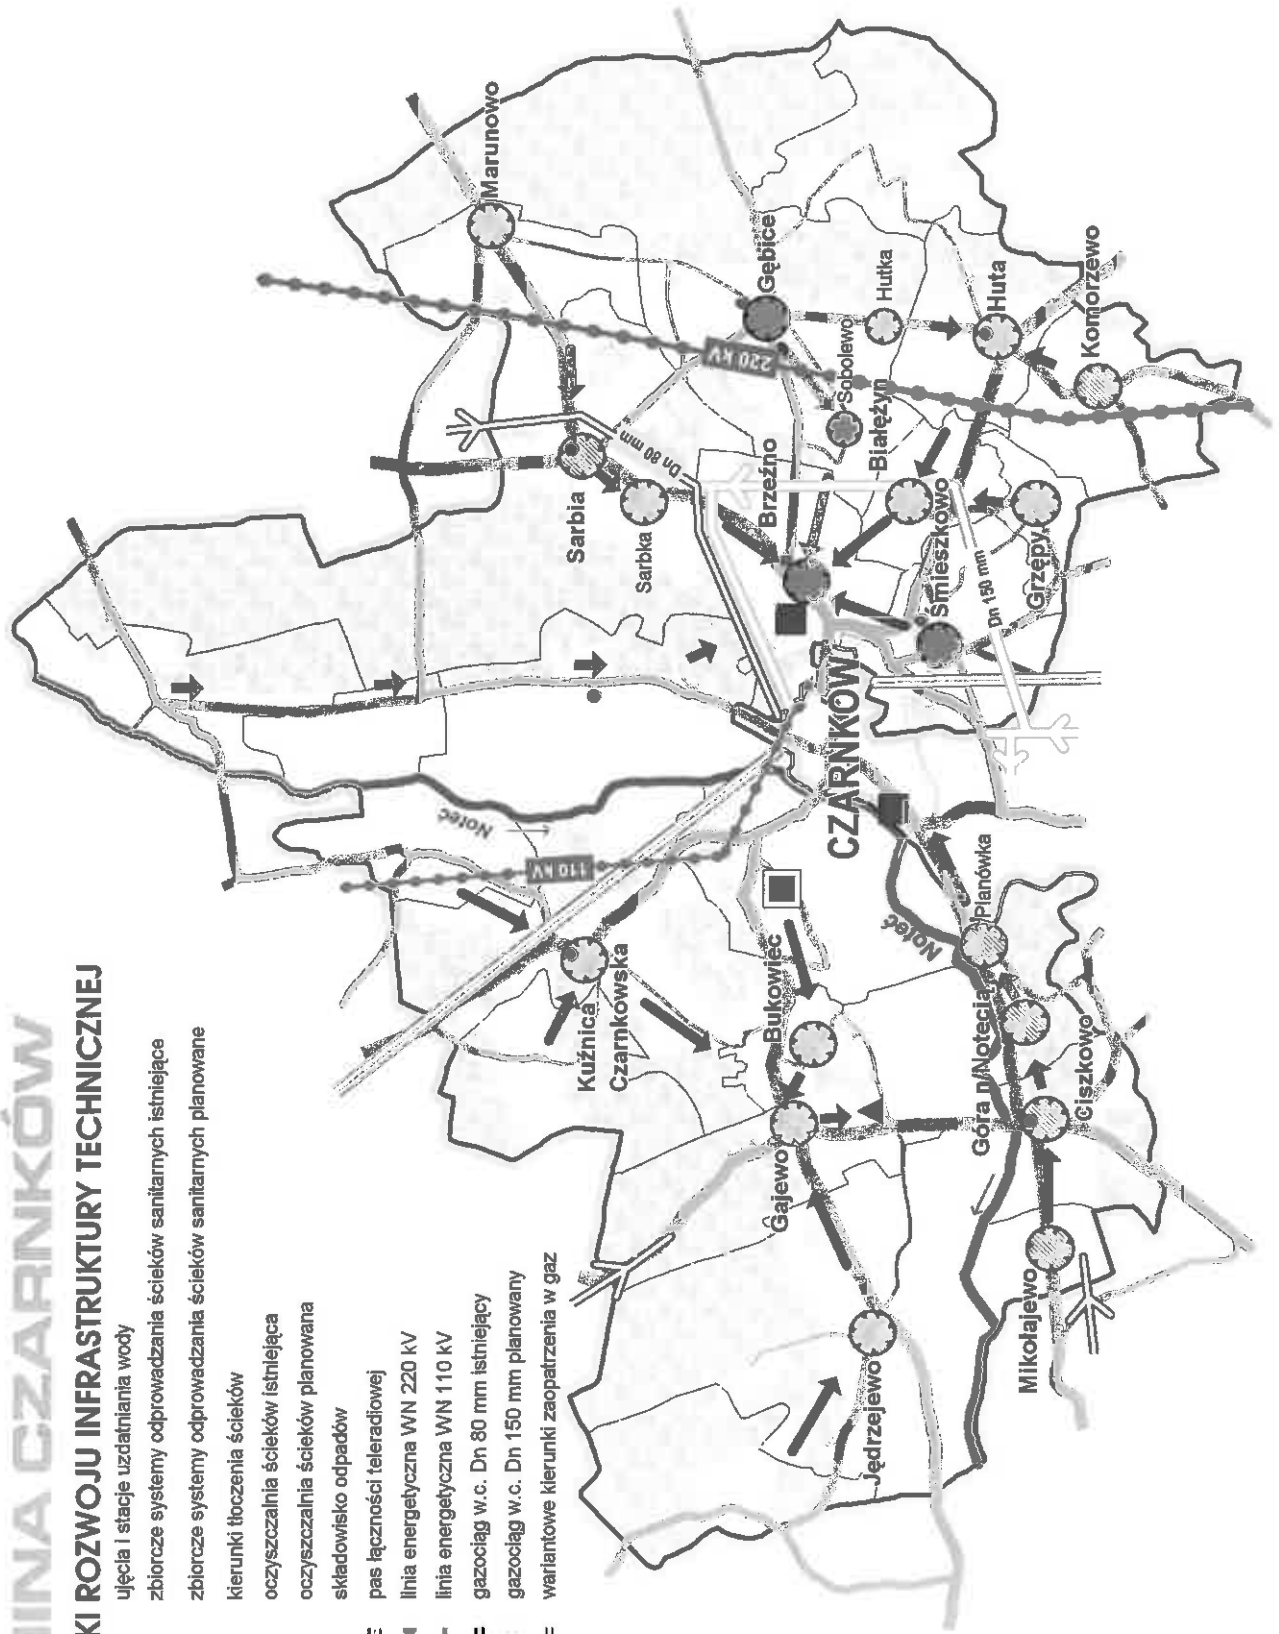 INA CZARNKÓW
KI ROZWOJU INFRASTRUKTURY TECHNICZNEJ
ujęcia i stacje uzdatniania wody
zbiorcze systemy odprowadzania ścieków sanitarnych istniejące
zbiorcze systemy odprowadzania ścieków sanitarnych planowane
kierunki tłoczenia ścieków
oczyszczalnia ścieków istniejąca
oczyszczalnia ścieków planowana
składowisko odpadów
pas łączności teleradiowej
linia energetyczna WN 220 kV
linia energetyczna WN 110 kV
gazociąg w.c. Dn 80 mm istniejący
gazociąg w.c. Dn 150 mm planowany
wariantowe kierunki zaopatrzenia w gaz
Marunowo
220 kV
Gębice
Hutka
Huta
Komorzewo
Sobolewo
Białężyn
Dn 80 mm
Sarbia
Sarbka
Brzeźno
Śmieszkowo
Grzępy
Dn 150 mm
CZARNKÓW
Noteć
110 kV
Kuźnica
Czarnkowska
Bukowiec
Noteć
Planówka
Góra n/Notecią
Ciszkowo
Gajewo
Mikołajewo
Jędrzejewo